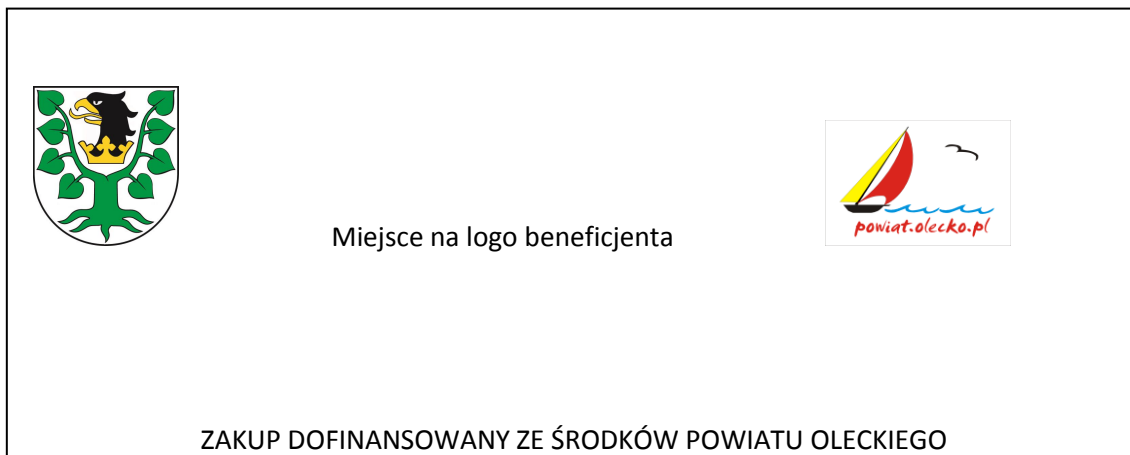 Miejsce na logo beneficjenta
powiat.olecko.pl
ZAKUP DOFINANSOWANY ZE ŚRODKÓW POWIATU OLECKIEGO